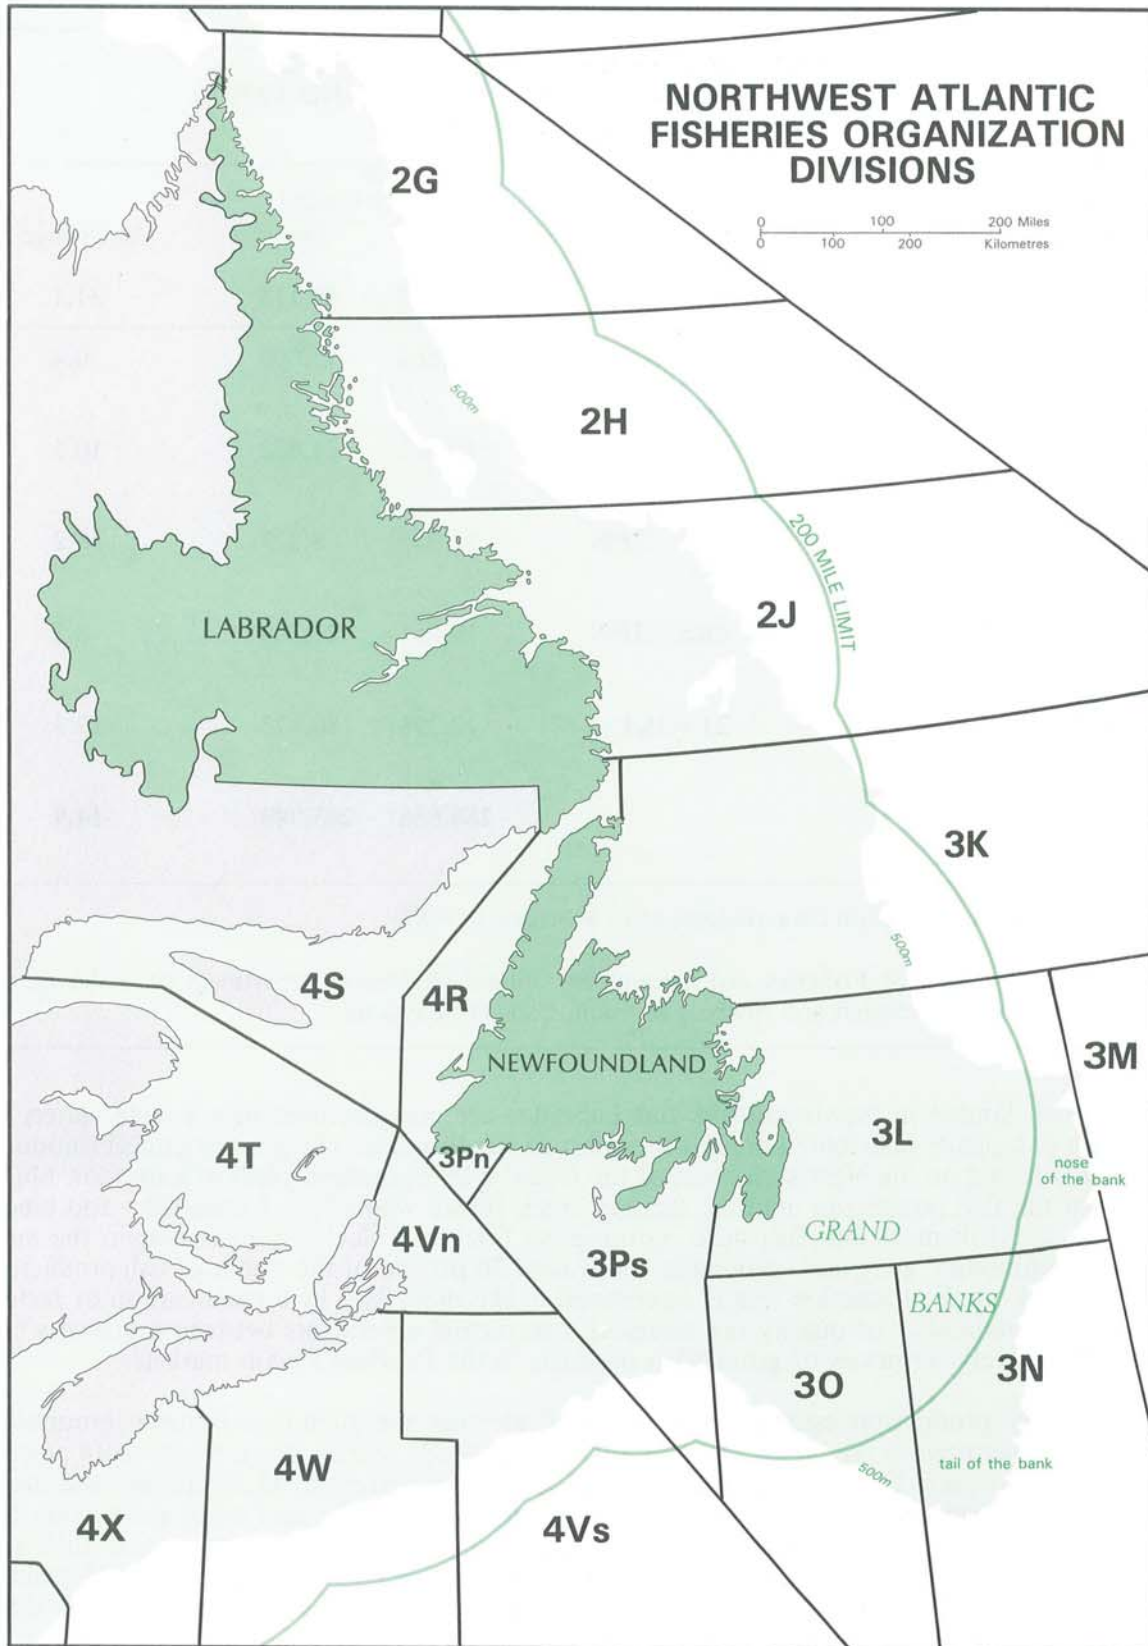 NORTHWEST ATLANTIC
FISHERIES ORGANIZATION
DIVISIONS
0 100 200 Miles
0 100 200 Kilometres
2G
500m
2H
200 MILE LIMIT
2J
LABRADOR
3K
500m
4S
4R
3M
NEWFOUNDLAND
3L
4T
3Pn
nose
of the bank
GRAND
4Vn
3Ps
BANKS
3O
3N
4W
tail of the bank
500m
4X
4Vs